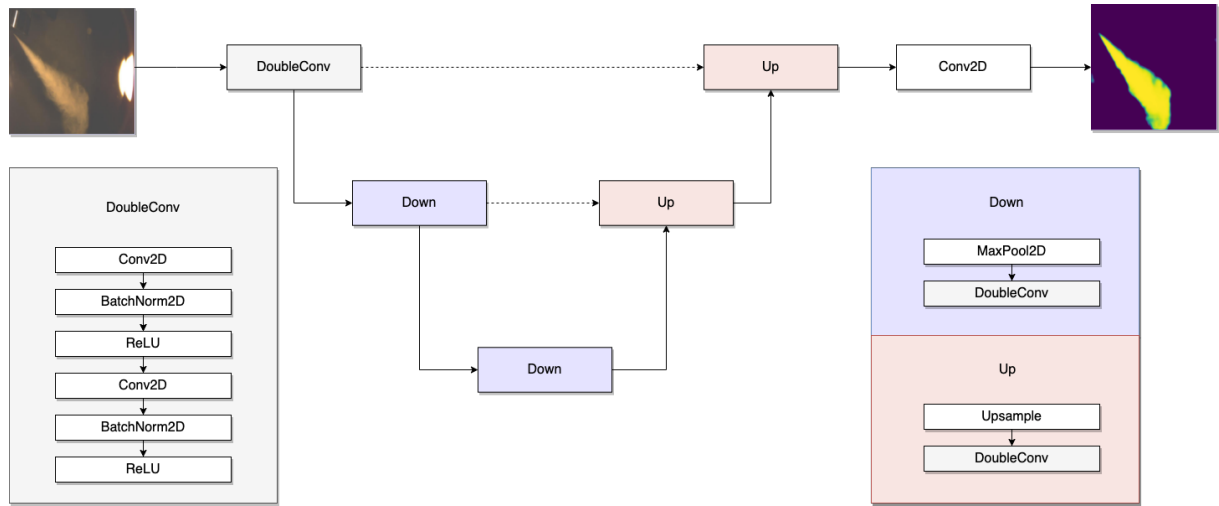 DoubleConv
Up
Conv2D
Down
Up
Down
DoubleConv
Conv2D
BatchNorm2D
ReLU
Conv2D
BatchNorm2D
ReLU
Down
MaxPool2D
DoubleConv
Up
Upsample
DoubleConv